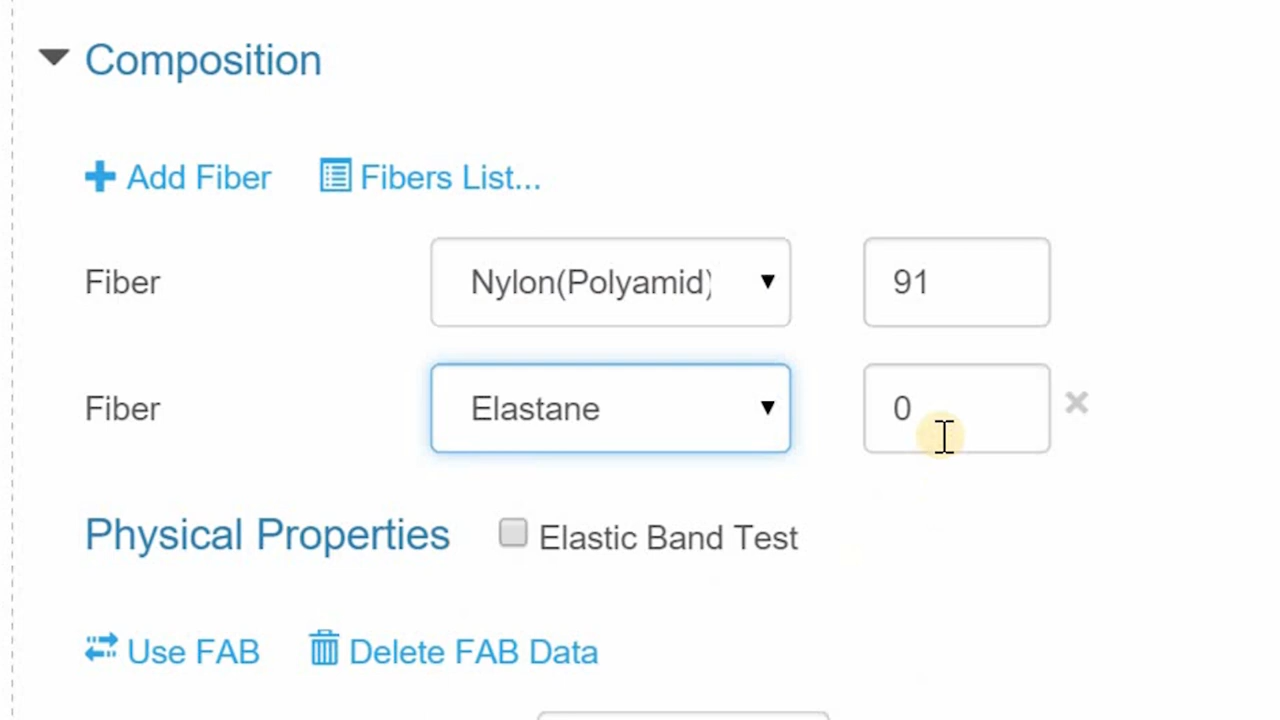 Composition
Add Fiber Fibers List...
Fiber Nylon(Polyamid) 91
Fiber Elastane 0
Physical Properties Elastic Band Test
Use FAB Delete FAB Data